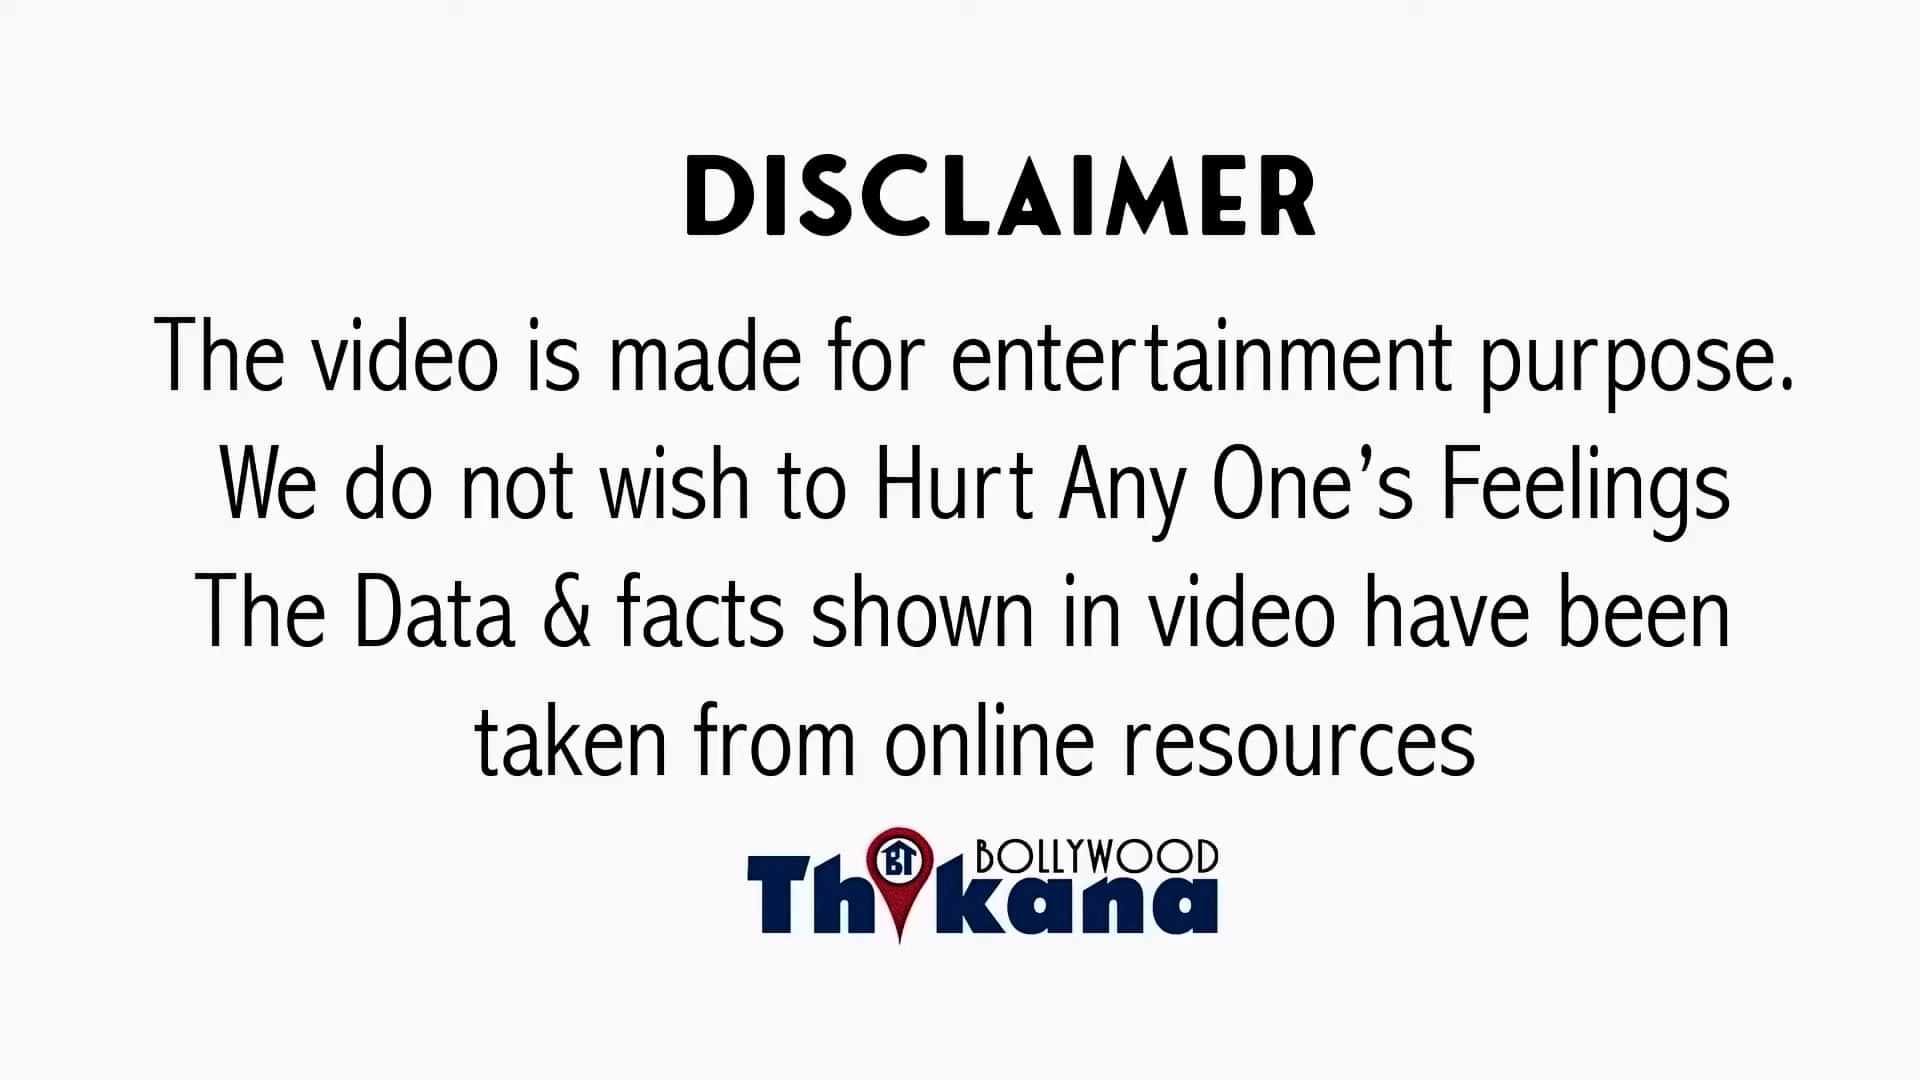 DISCLAIMER
The video is made for entertainment purpose.
We do not wish to Hurt Any One’s Feelings
The Data & facts shown in video have been
taken from online resources
BT
BOLLYWOOD
Thikana